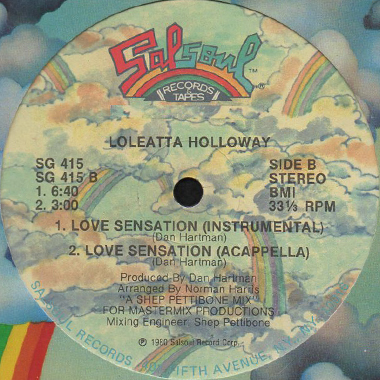 Salsoul
RECORDS & TAPES
TM
®
LOLEATTA HOLLOWAY
SG 415
SG 415 B
1. 6:40
2. 3:00
SIDE B
STEREO
BMI
33⅓ RPM
1. LOVE SENSATION (INSTRUMENTAL)
(Dan Hartman)
2. LOVE SENSATION (ACAPPELLA)
(Dan Hartman)
Produced By Dan Hartman
Arranged By Norman Harris
"A SHEP PETTIBONE MIX"
FOR MASTERMIX PRODUCTIONS
Mixing Engineer: Shep Pettibone
℗ 1980 Salsoul Record Corp.
SALSOUL RECORDS FIFTH AVENUE,